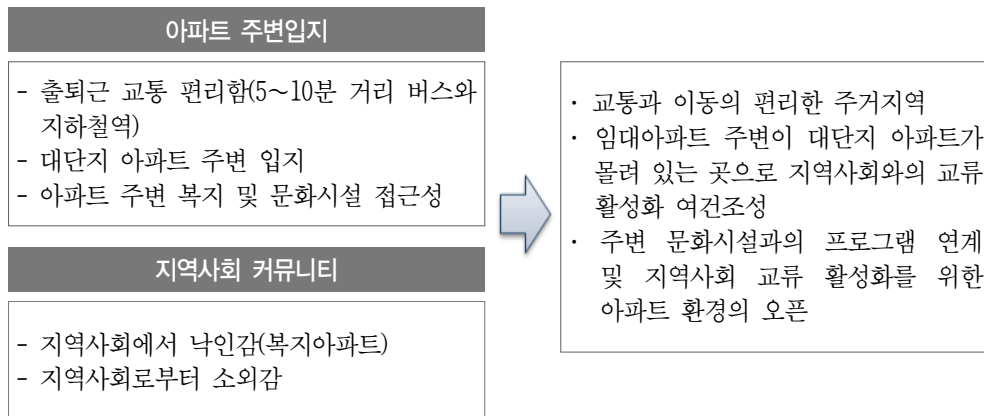 아파트 주변입지
- 출퇴근 교통 편리함(5~10분 거리 버스와
지하철역)
- 대단지 아파트 주변 입지
- 아파트 주변 복지 및 문화시설 접근성
지역사회 커뮤니티
- 지역사회에서 낙인감(복지아파트)
- 지역사회로부터 소외감
· 교통과 이동의 편리한 주거지역
· 임대아파트 주변이 대단지 아파트가
몰려 있는 곳으로 지역사회와의 교류
활성화 여건조성
· 주변 문화시설과의 프로그램 연계
및 지역사회 교류 활성화를 위한
아파트 환경의 오픈